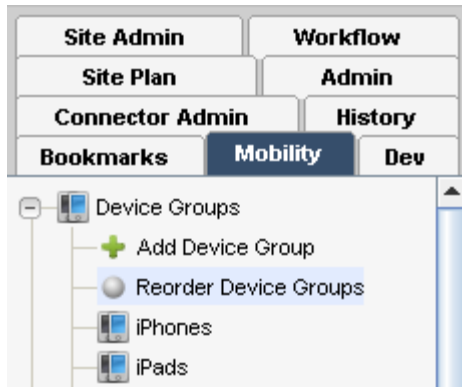 Site Admin Workflow
Site Plan Admin
Connector Admin History
Bookmarks Mobility Dev
Device Groups
Add Device Group
Reorder Device Groups
iPhones
iPads